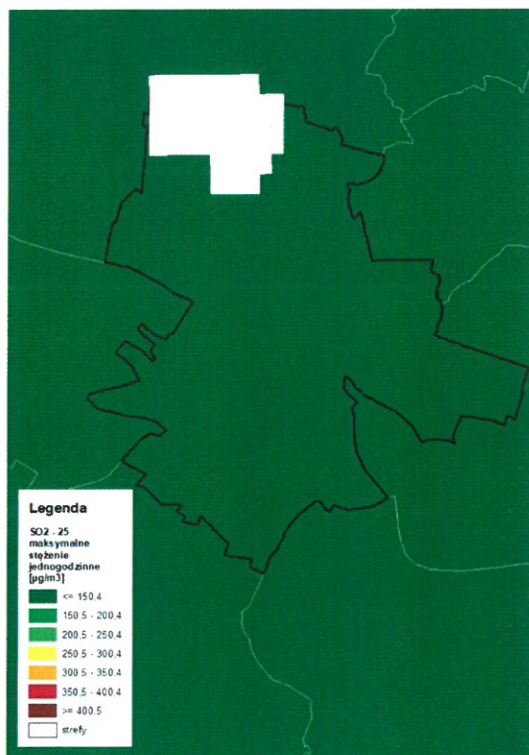 Legenda
SO2 - 25
maksymalne
stężenie
jednogodzinne
[µg/m3]
<= 150,4
150,5 - 200,4
200,5 - 250,4
250,5 - 300,4
300,5 - 350,4
350,5 - 400,4
>= 400,5
strefy